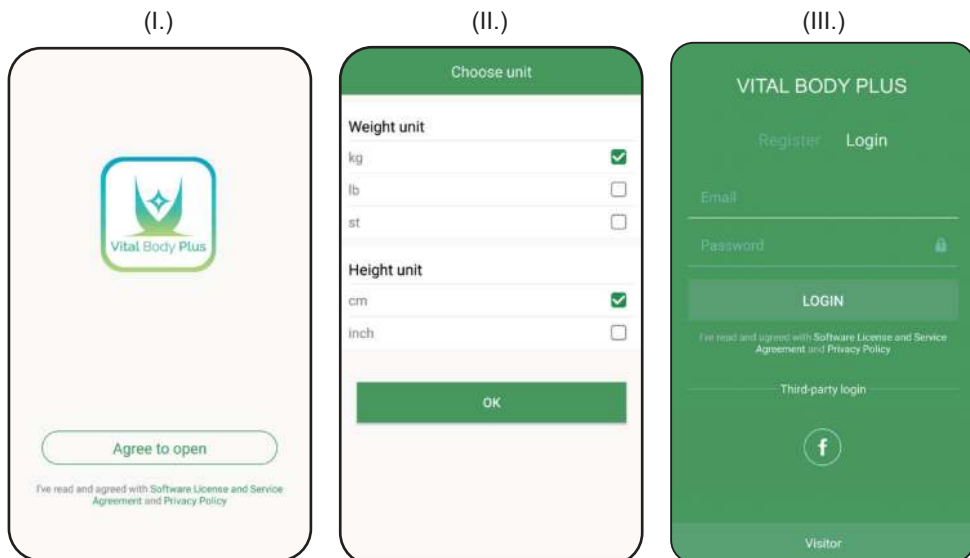 (I.)
Vital Body Plus
Agree to open
I've read and agreed with Software License and Service
Agreement and Privacy Policy
(II.)
Choose unit
Weight unit
kg
lb
st
Height unit
cm
inch
OK
(III.)
VITAL BODY PLUS
Register Login
Email
Password
LOGIN
I've read and agreed with Software License and Service
Agreement and Privacy Policy
Third-party login
f
Visitor